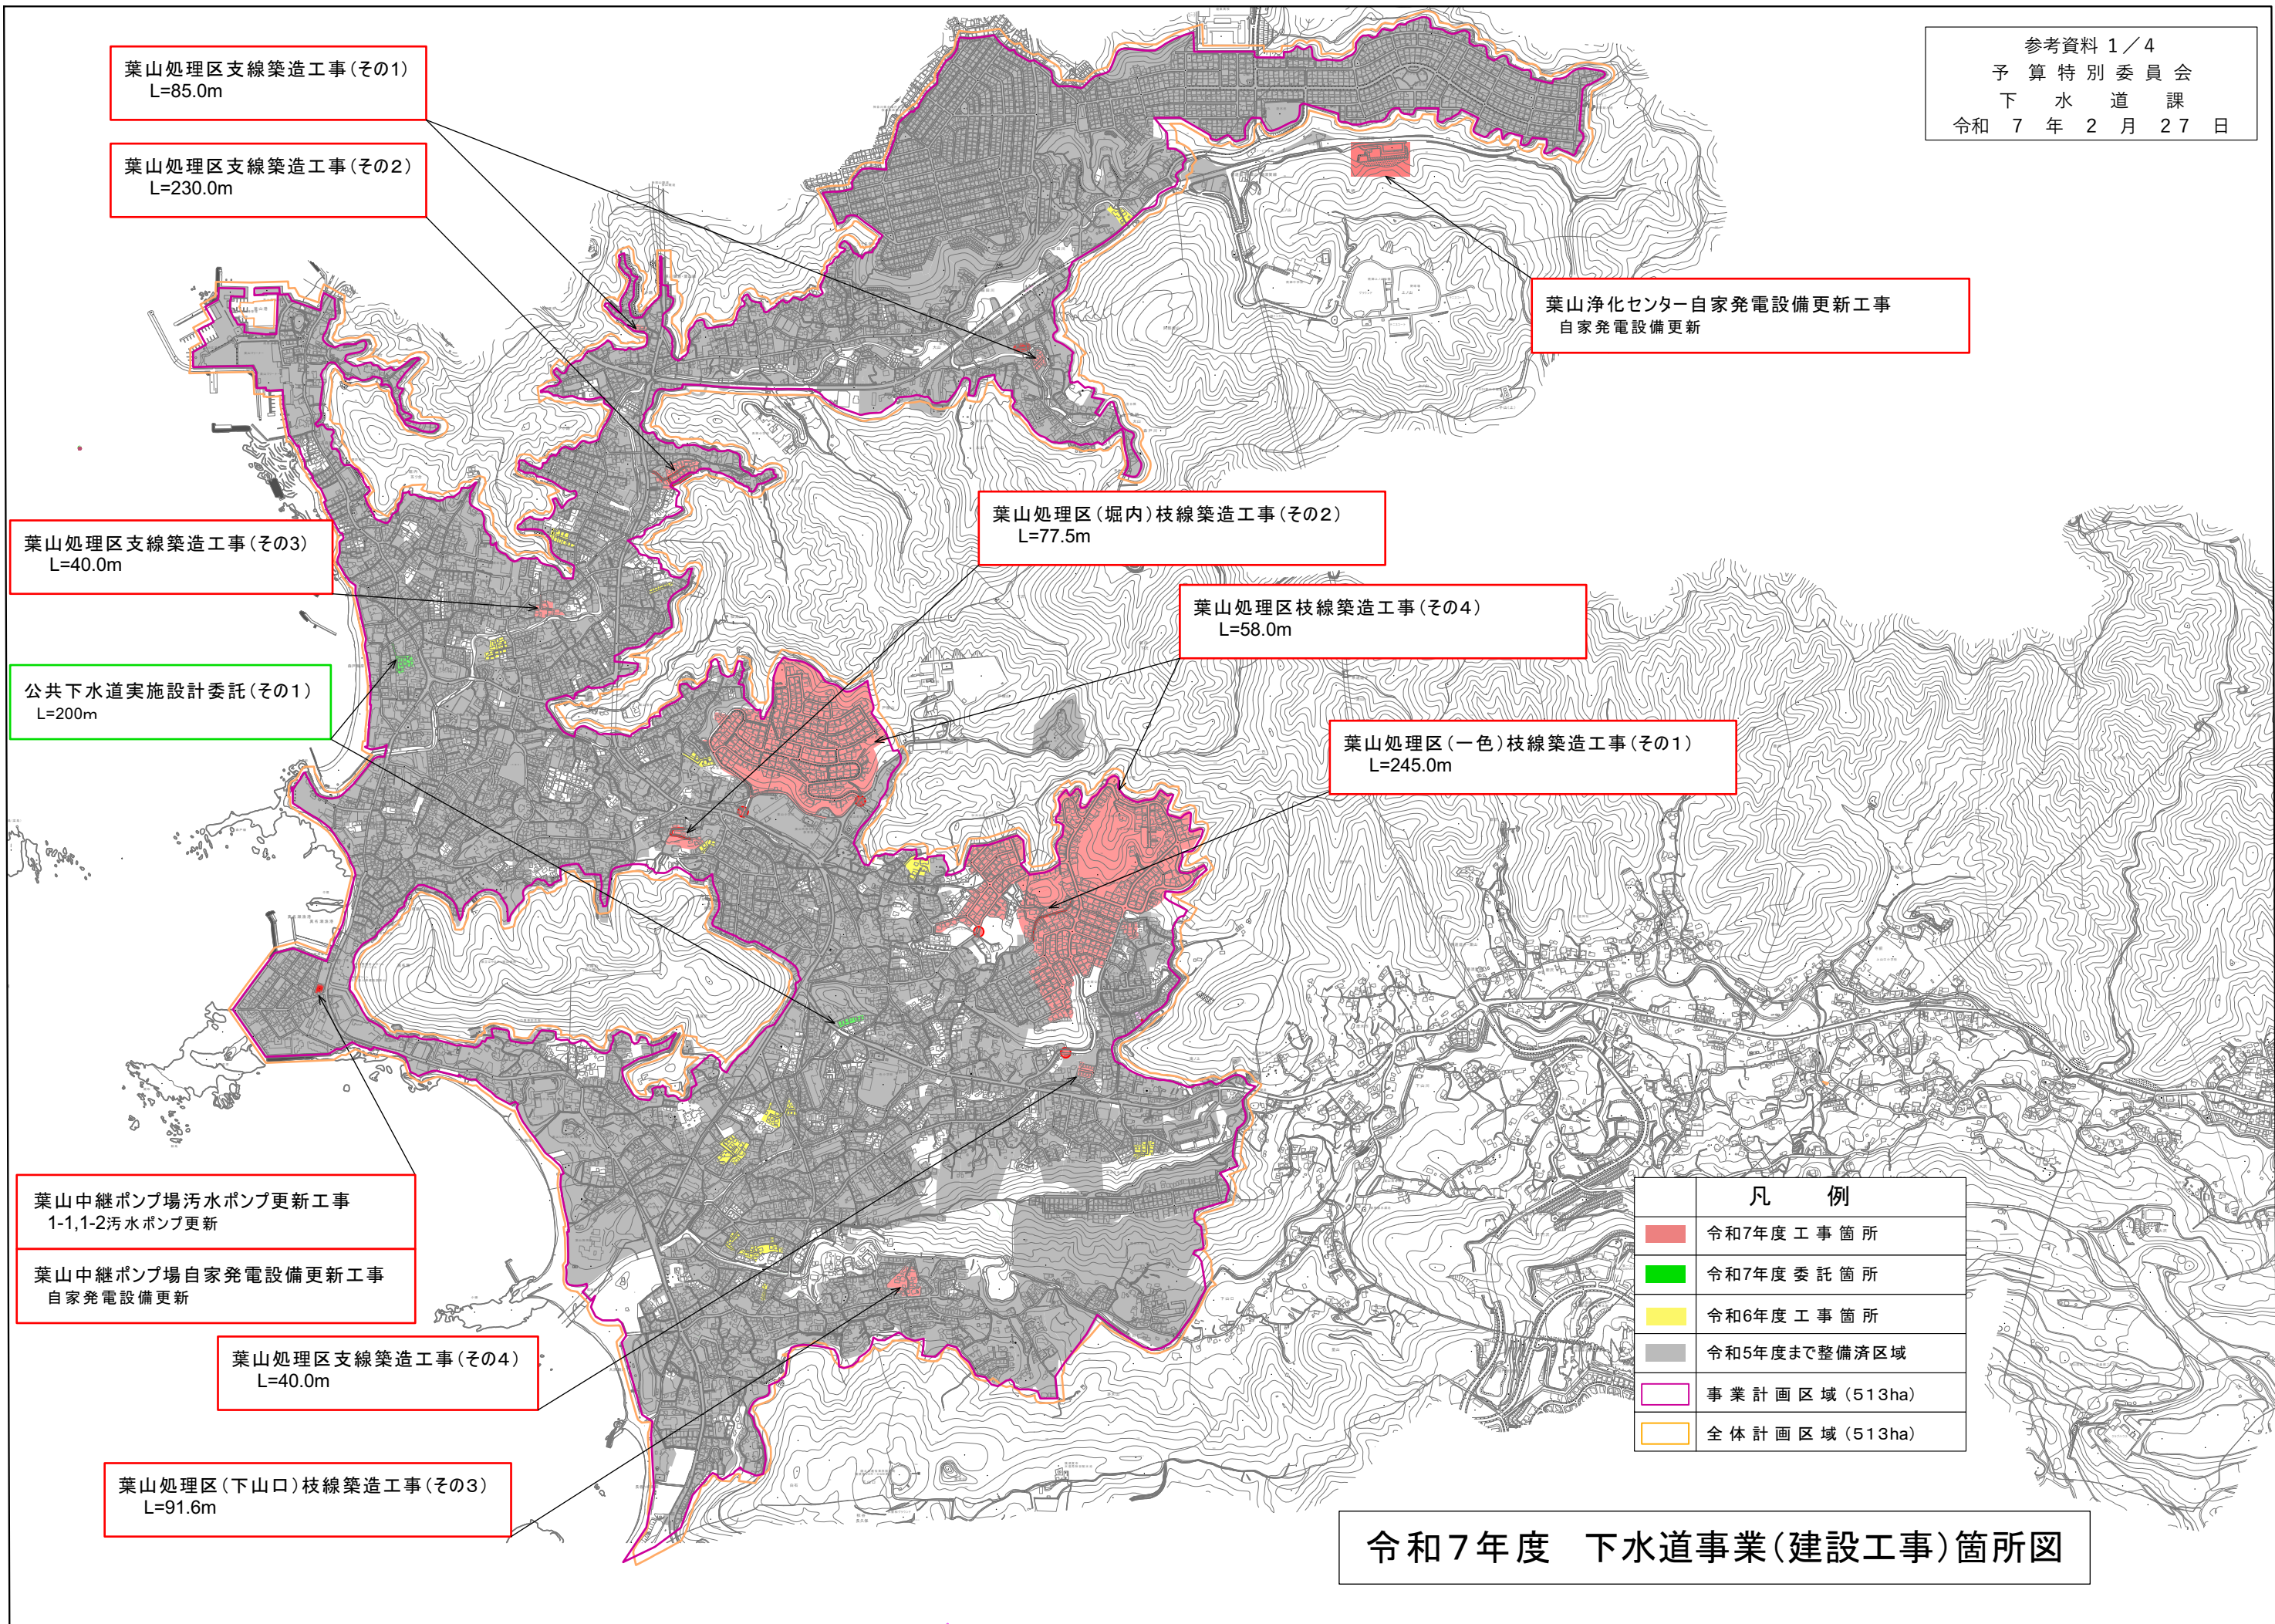 参考資料 1／4
予算特別委員会
下水道課
令和 7 年 2 月 27 日
葉山処理区支線築造工事(その1)
L=85.0m
葉山処理区支線築造工事(その2)
L=230.0m
葉山浄化センター自家発電設備更新工事
自家発電設備更新
葉山処理区(堀内)枝線築造工事(その2)
L=77.5m
葉山処理区支線築造工事(その3)
L=40.0m
葉山処理区枝線築造工事(その4)
L=58.0m
公共下水道実施設計委託(その1)
L=200m
葉山処理区(一色)枝線築造工事(その1)
L=245.0m
葉山中継ポンプ場汚水ポンプ更新工事
1-1,1-2汚水ポンプ更新
葉山中継ポンプ場自家発電設備更新工事
自家発電設備更新
葉山処理区支線築造工事(その4)
L=40.0m
葉山処理区(下山口)枝線築造工事(その3)
L=91.6m
凡 例
令和7年度 工事箇所
令和7年度 委託箇所
令和6年度 工事箇所
令和5年度まで整備済区域
事業計画区域(513ha)
全体計画区域(513ha)
令和7年度 下水道事業(建設工事)箇所図